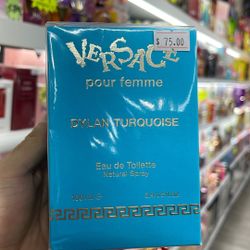 VERSACE
$ 75.00
pour femme
DYLAN TURQUOISE
Eau de Toilette
Natural Spray